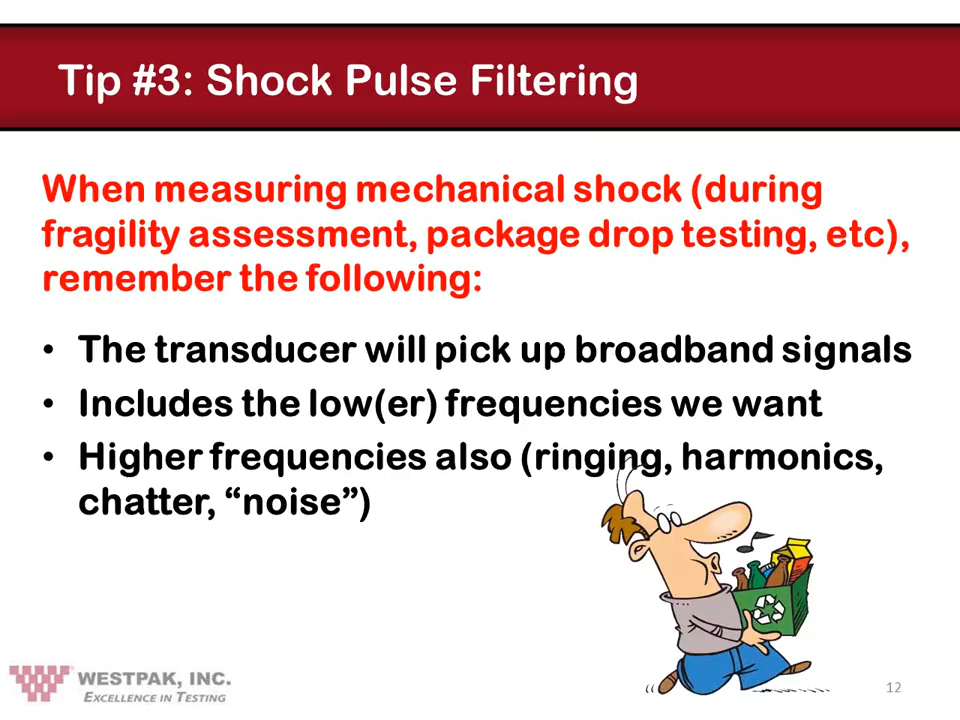 Tip #3: Shock Pulse Filtering
When measuring mechanical shock (during
fragility assessment, package drop testing, etc),
remember the following:
• The transducer will pick up broadband signals
• Includes the low(er) frequencies we want
• Higher frequencies also (ringing, harmonics,
chatter, “noise”)
WESTPAK, INC.
EXCELLENCE IN TESTING
12